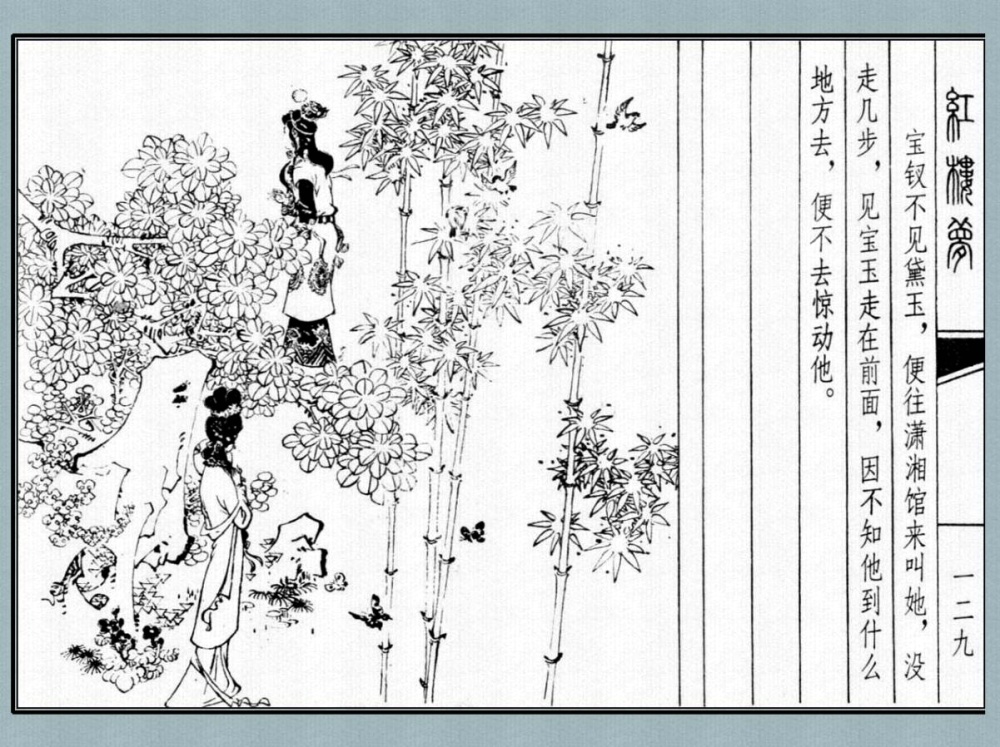 紅樓夢
一二九
宝钗不见黛玉，便往潇湘馆来叫她，没
走几步，见宝玉走在前面，因不知他到什么
地方去，便不去惊动他。